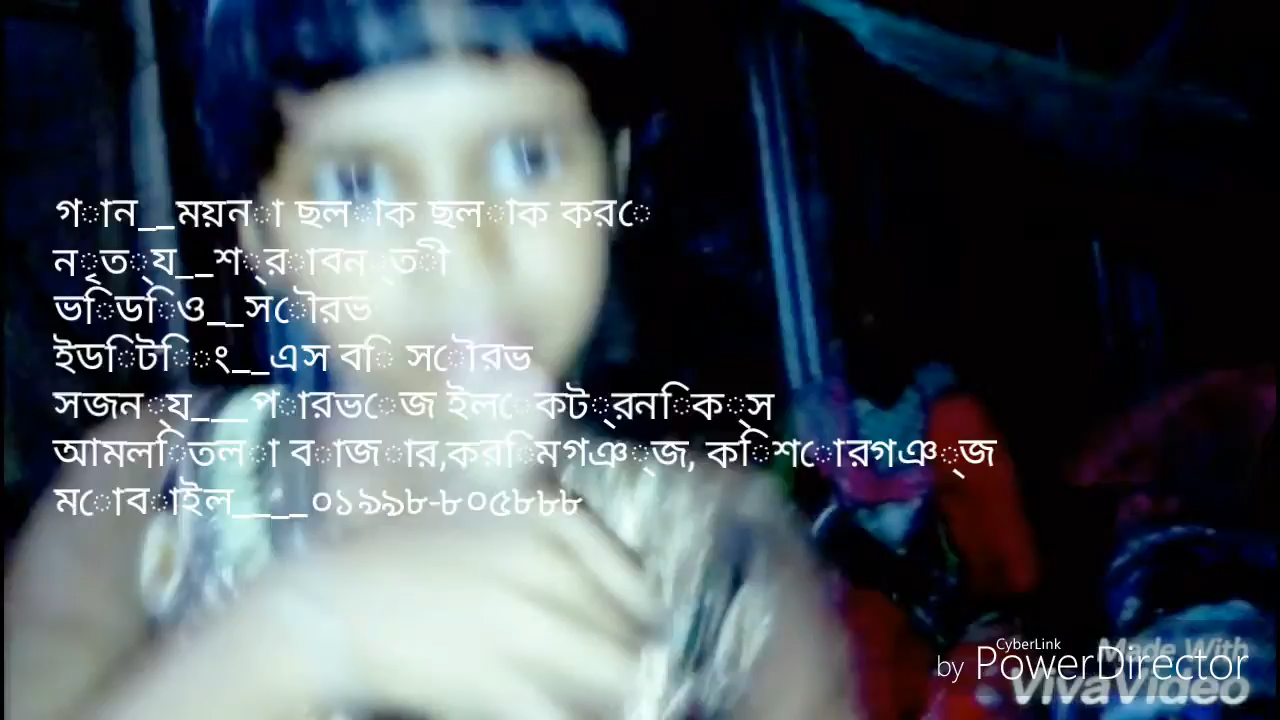 গান__ময়না ছলাক ছলাক করে
নৃত্য__শ্রাবন্তী
ভিডিও__সৌরভ
ইডিটিিং__এস বি সৌরভ
সজন্য___পারভেজ ইলেকট্রনিক্স
আমলিতলা বাজার,করিমগঞ্জ, কিশোরগঞ্জ
মোবাইল____০১৯৯৮-৮০৫৮৮৮
CyberLink
by PowerDirector
Made With
VivaVideo